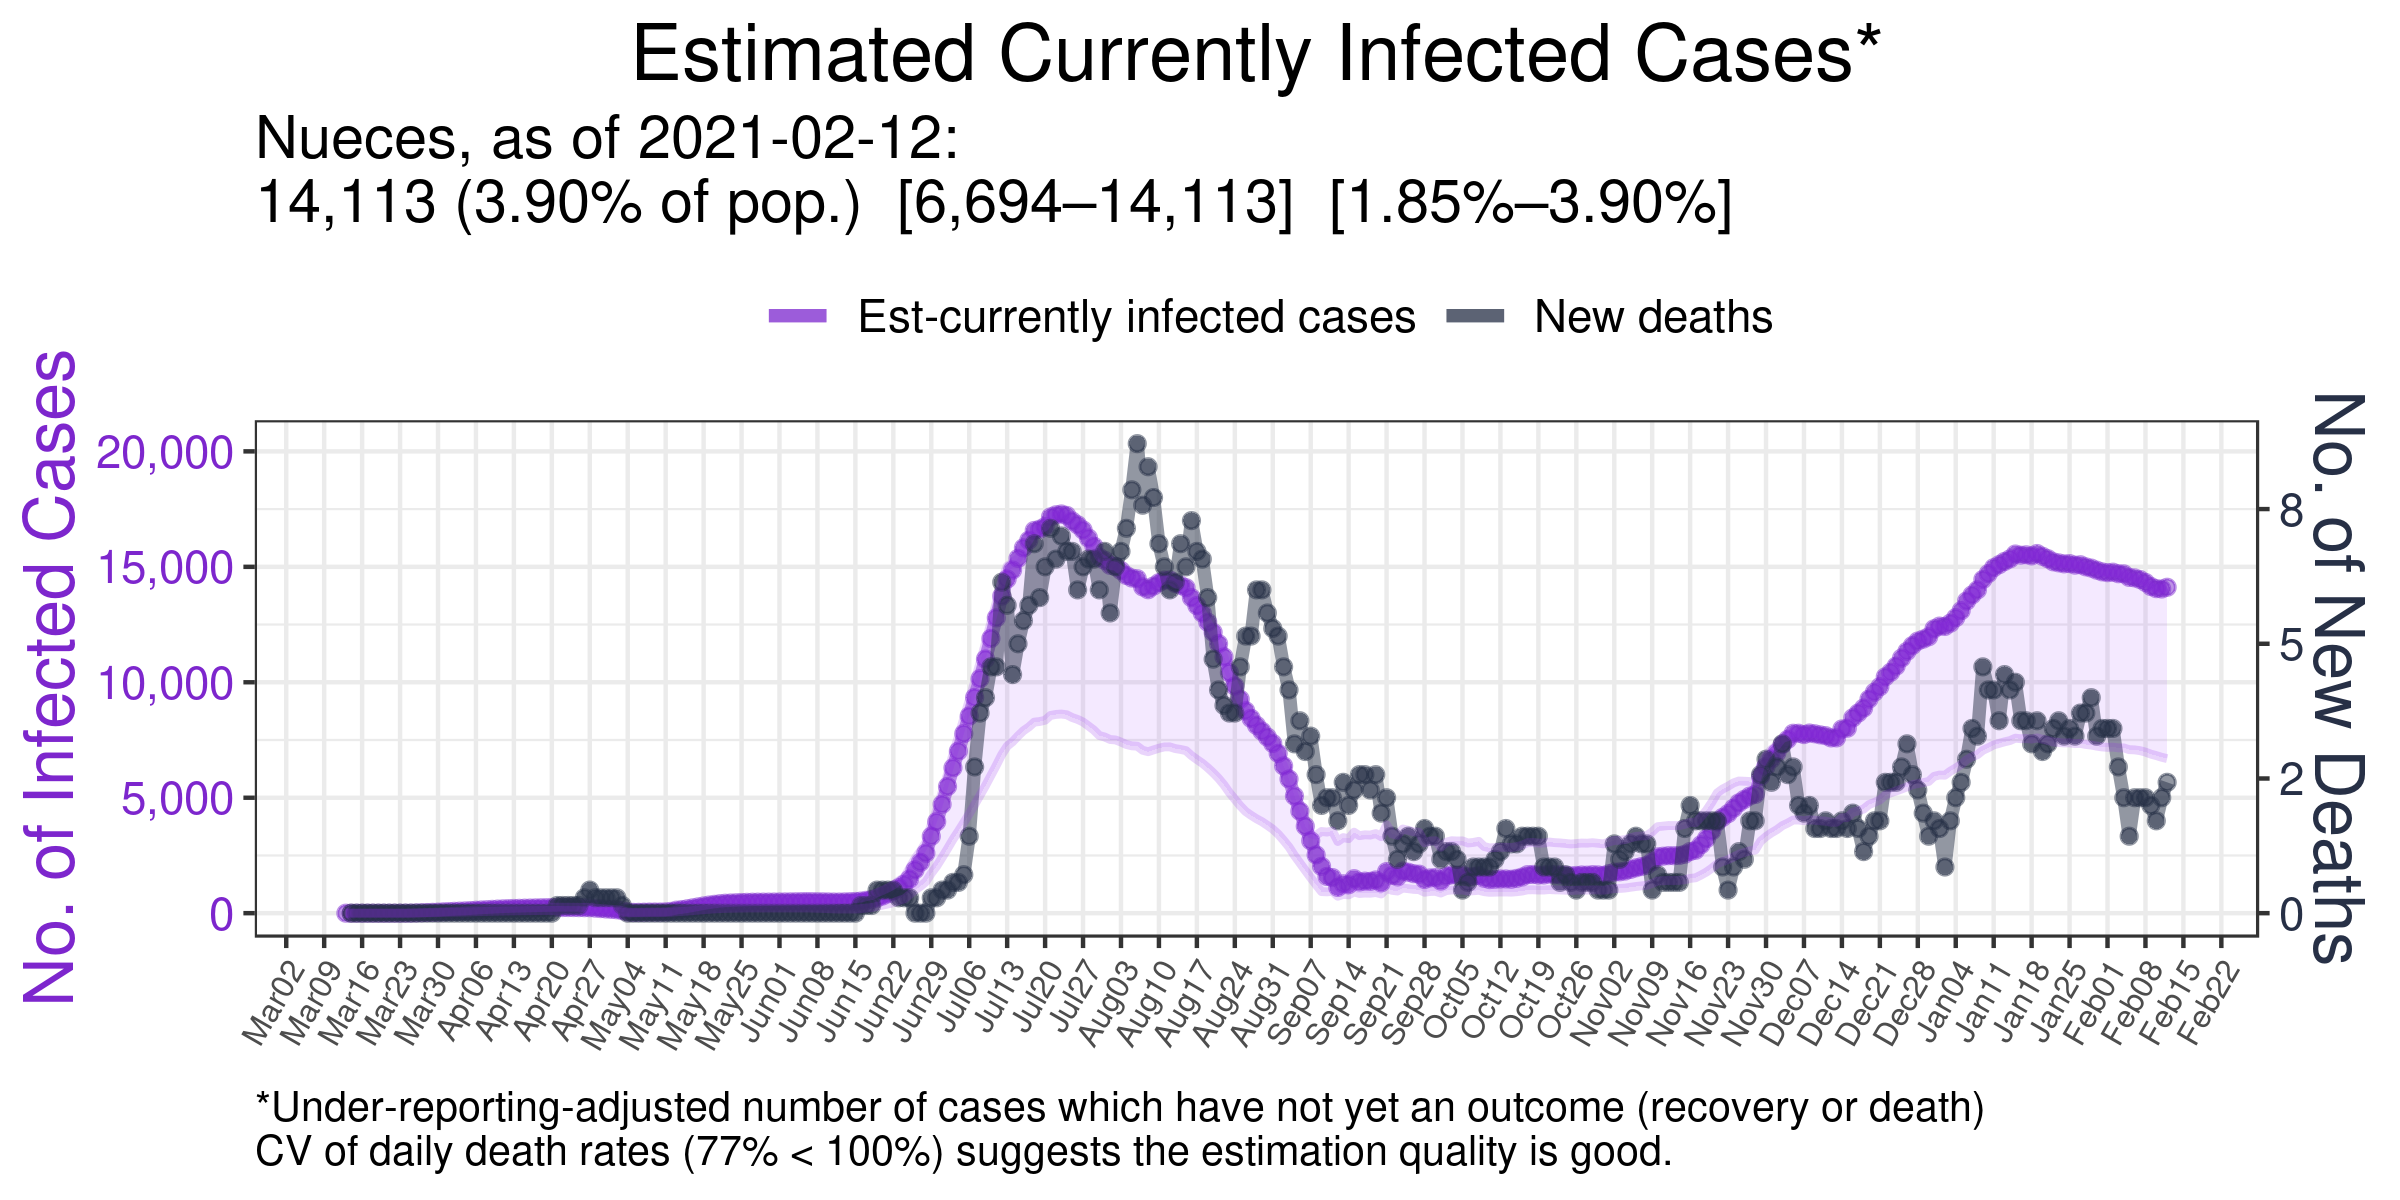 Estimated Currently Infected Cases*
Nueces, as of 2021-02-12:
14,113 (3.90% of pop.) [6,694–14,113] [1.85%–3.90%]
Est-currently infected cases
New deaths
No. of Infected Cases
20,000
15,000
10,000
5,000
0
8
5
2
0
No. of New Deaths
Mar02
Mar09
Mar16
Mar23
Mar30
Apr06
Apr13
Apr20
Apr27
May04
May11
May18
May25
Jun01
Jun08
Jun15
Jun22
Jun29
Jul06
Jul13
Jul20
Jul27
Aug03
Aug10
Aug17
Aug24
Aug31
Sep07
Sep14
Sep21
Sep28
Oct05
Oct12
Oct19
Oct26
Nov02
Nov09
Nov16
Nov23
Nov30
Dec07
Dec14
Dec21
Dec28
Jan04
Jan11
Jan18
Jan25
Feb01
Feb08
Feb15
Feb22
*Under-reporting-adjusted number of cases which have not yet an outcome (recovery or death)
CV of daily death rates (77% < 100%) suggests the estimation quality is good.